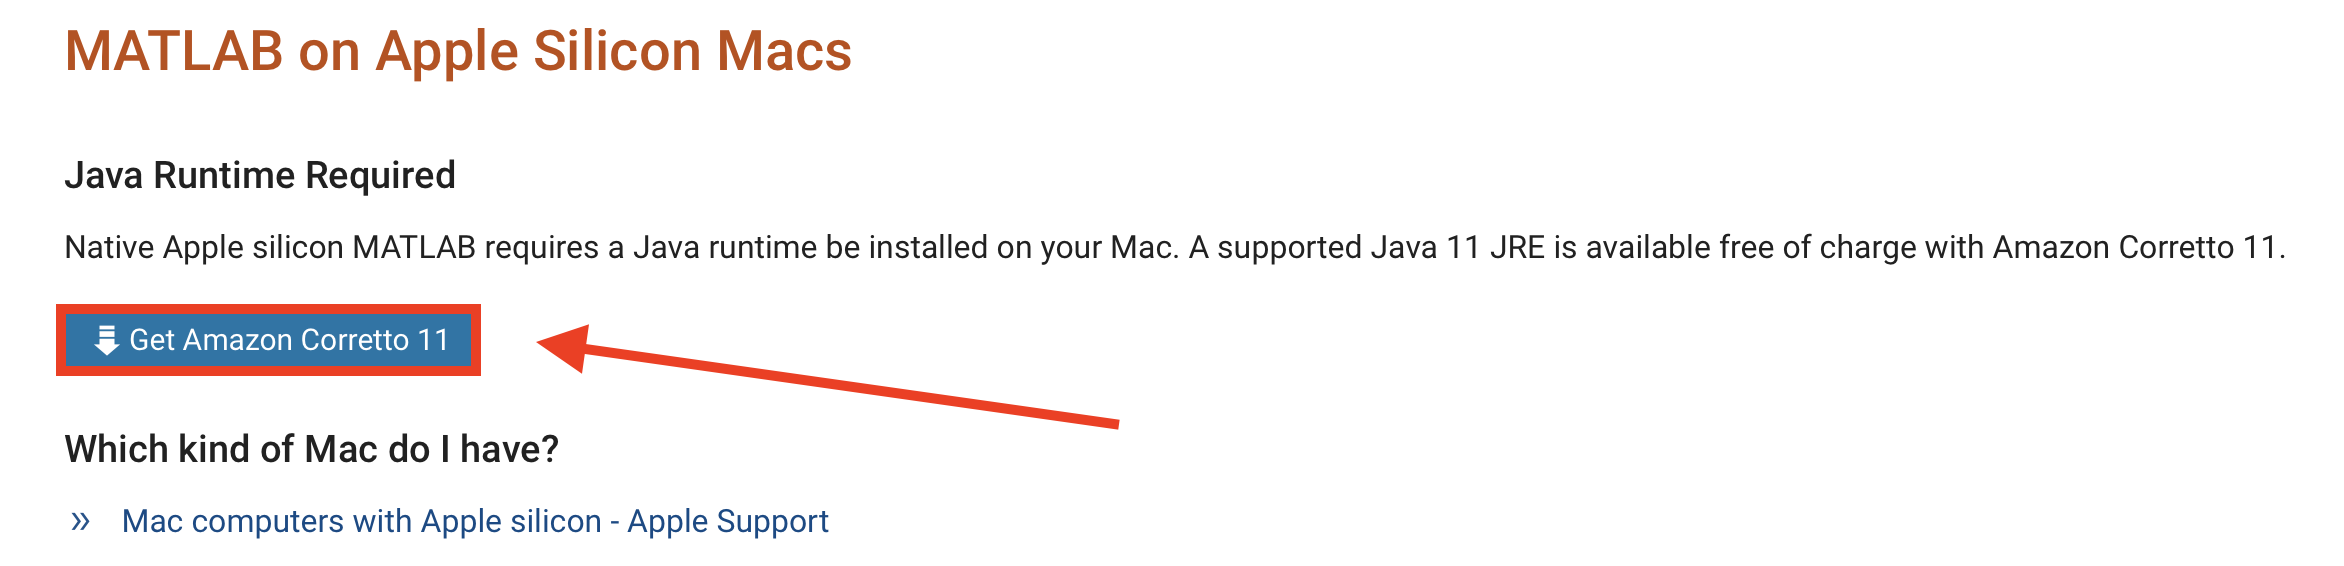 MATLAB on Apple Silicon Macs
Java Runtime Required
Native Apple silicon MATLAB requires a Java runtime be installed on your Mac. A supported Java 11 JRE is available free of charge with Amazon Corretto 11.
Get Amazon Corretto 11
Which kind of Mac do I have?
» Mac computers with Apple silicon - Apple Support